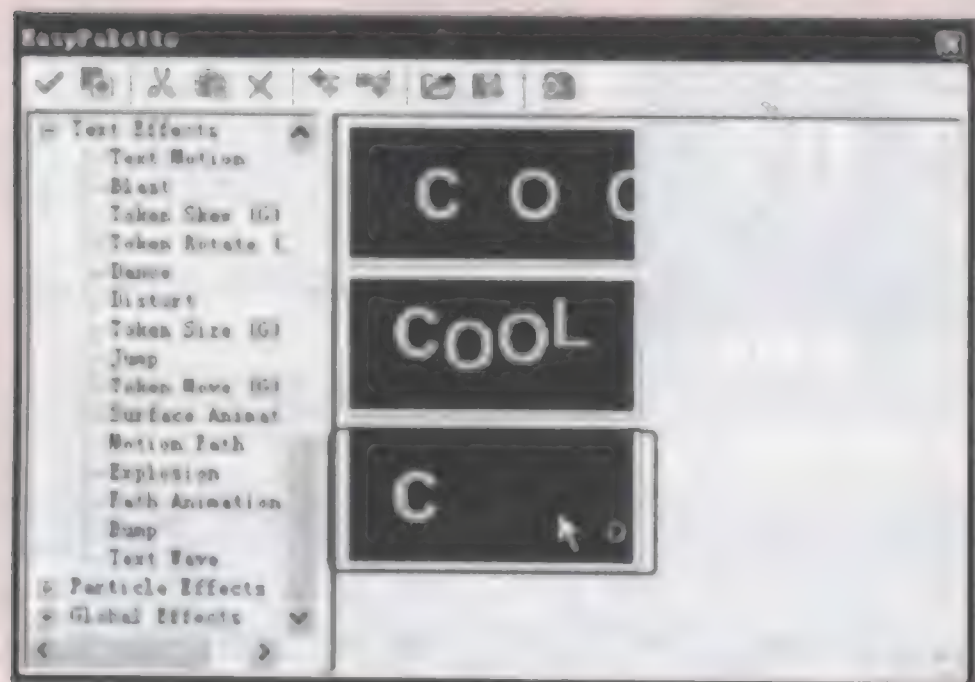 EasyPalette
Text Effects
Text Motion
Blast
Token Skew (G)
Token Rotate (
Dance
Distort
Token Size (G)
Jump
Token Move (G)
Surface Animat
Motion Path
Explosion
Path Animation
Bump
Text Wave
Particle Effects
Global Effects
C O O
COOL
C